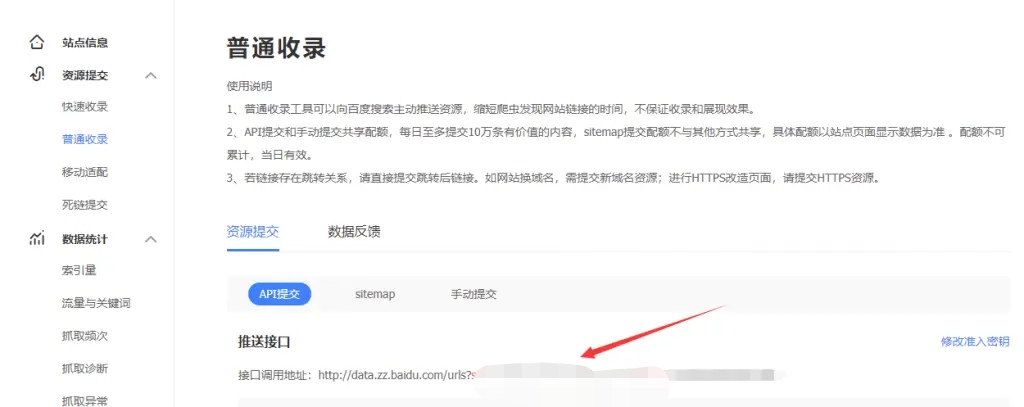 站点信息
资源提交
快速收录
普通收录
移动适配
死链提交
数据统计
索引量
流量与关键词
抓取频次
抓取诊断
抓取异常
普通收录
使用说明
1、普通收录工具可以向百度搜索主动推送资源，缩短爬虫发现网站链接的时间，不保证收录和展现效果。
2、API提交和手动提交共享配额，每日至多提交10万条有价值的内容，sitemap提交配额不与其他方式共享，具体配额以站点页面显示数据为准 。配额不可
累计，当日有效。
3、若链接存在跳转关系，请直接提交跳转后链接。如网站换域名，需提交新域名资源；进行HTTPS改造页面，请提交HTTPS资源。
资源提交 数据反馈
API提交 sitemap 手动提交
推送接口 修改准入密钥
接口调用地址：http://data.zz.baidu.com/urls?s